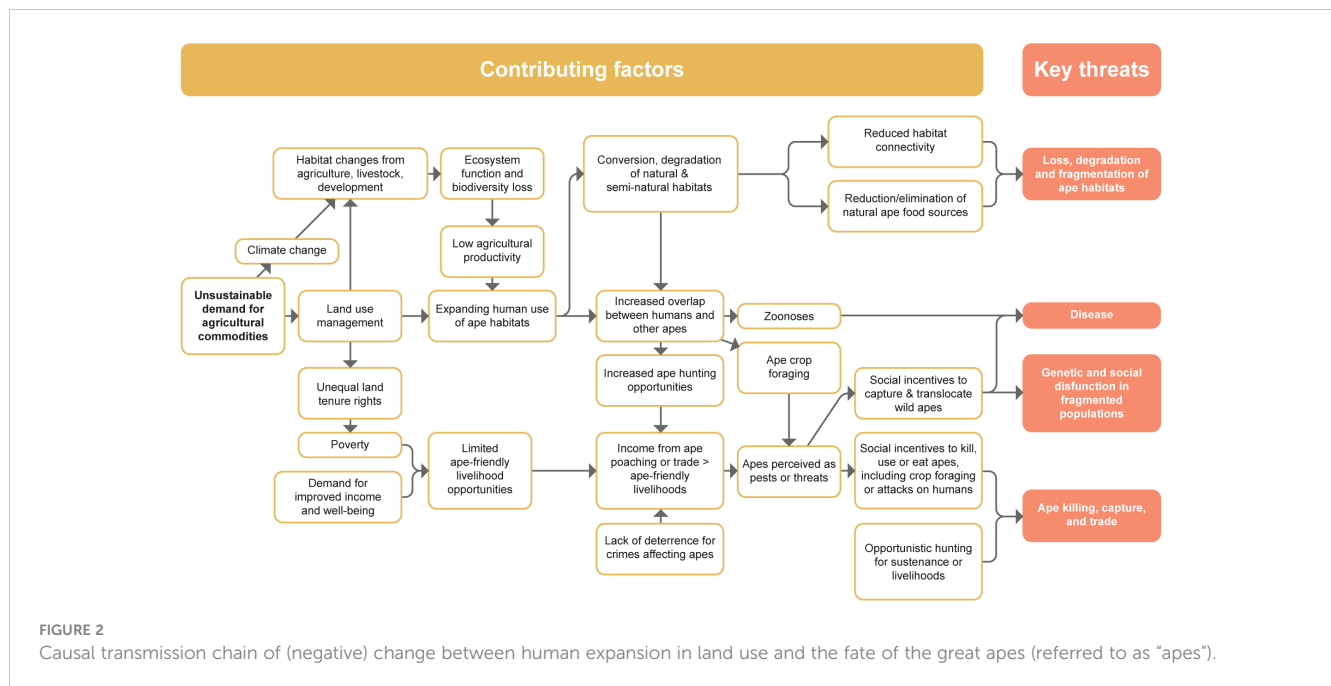 Contributing factors
Key threats
Habitat changes from
agriculture, livestock,
development
Ecosystem
function and
biodiversity loss
Conversion, degradation
of natural &
semi-natural habitats
Reduced habitat
connectivity
Reduction/elimination of
natural ape food sources
Loss, degradation
and fragmentation of
ape habitats
Climate change
Low agricultural
productivity
Unsustainable
demand for
agricultural
commodities
Land use
management
Expanding human use
of ape habitats
Increased overlap
between humans and
other apes
Zoonoses
Disease
Unequal land
tenure rights
Increased ape hunting
opportunities
Ape crop
foraging
Social incentives to
capture & translocate
wild apes
Genetic and social
disfunction in
fragmented
populations
Poverty
Demand for
improved income
and well-being
Limited
ape-friendly
livelihood
opportunities
Income from ape
poaching or trade >
ape-friendly
livelihoods
Apes perceived as
pests or threats
Social incentives to kill,
use or eat apes,
including crop foraging
or attacks on humans
Ape killing, capture,
and trade
Lack of deterrence for
crimes affecting apes
Opportunistic hunting
for sustenance or
livelihoods
FIGURE 2
Causal transmission chain of (negative) change between human expansion in land use and the fate of the great apes (referred to as “apes”).